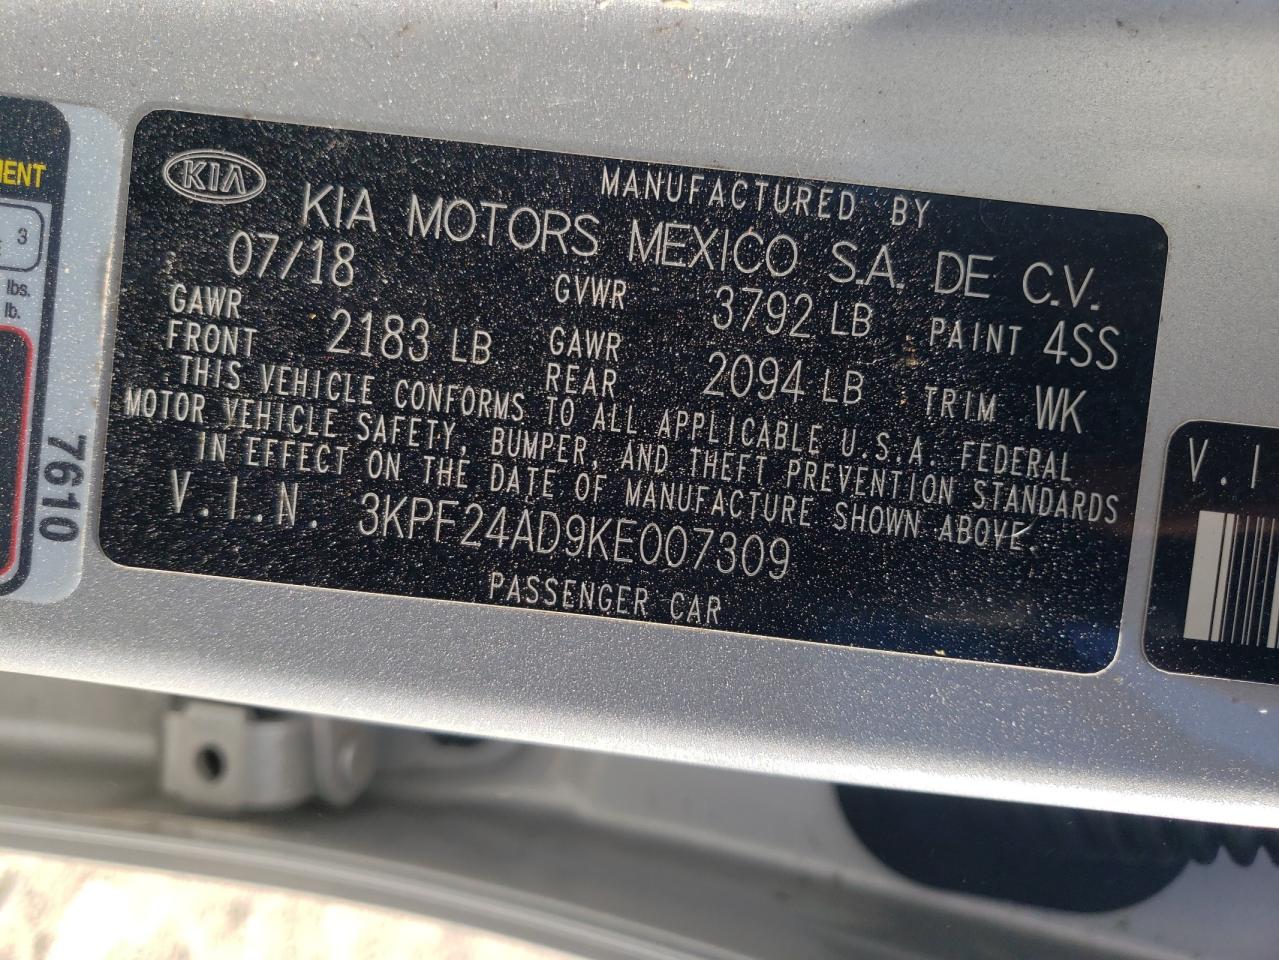 KIA
MANUFACTURED BY
KIA MOTORS MEXICO S.A. DE C.V.
07/18
GVWR 3792 LB PAINT 4SS
GAWR FRONT 2183 LB GAWR REAR 2094 LB TRIM WK
THIS VEHICLE CONFORMS TO ALL APPLICABLE U.S.A. FEDERAL
MOTOR VEHICLE SAFETY, BUMPER, AND THEFT PREVENTION STANDARDS
IN EFFECT ON THE DATE OF MANUFACTURE SHOWN ABOVE.
V.I.N. 3KPF24AD9KE007309
PASSENGER CAR
3
lbs.
lb.
7610
V.I